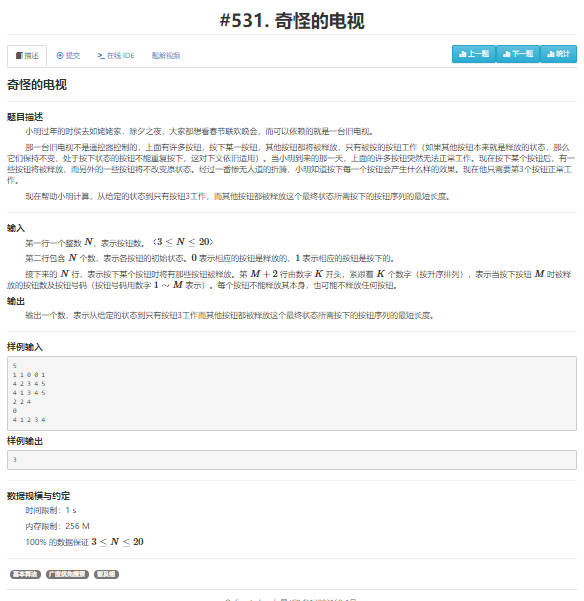 #531. 奇怪的电视
描述 提交 在线 IDE 题解视频 上一题 下一题 统计
奇怪的电视
题目描述
小明过年的时侯去如姥姥家，除夕之夜，大家都想看春节联欢晚会，而可以依赖的就是一台旧电视。
那一台旧电视不是遥控器控制的，上面有许多按钮，按下某一按钮，其他按钮都被释放，只有被按的按钮工作（如果其他按钮本来就是释放的状态，那么
它们保持不变，处于按下状态的按钮不能重复按下，这对下文依旧适用）。当小明到来的那一天，上面的许多按钮突然无法正常工作。现在按下某个按钮后，有一
些按钮将被释放，而另外的一些按钮将不改变原状态。经过一番惨无人道的折腾，小明知道按下每一个按钮会产生什么样的效果。现在他只需要第3个按钮正常工
作。
现在帮助小明计算，从给定的状态到只有按钮3工作，而其他按钮都被释放这个最终状态所需按下的按钮序列的最短长度。
输入
第一行一个整数 N，表示按钮数。（3 ≤ N ≤ 20）
第二行包含 N 个数，表示各按钮的初始状态。0 表示相应的按钮是释放的，1 表示相应的按钮是按下的。
接下来的 N 行，表示按下某个按钮时将有那些按钮被释放。第 M + 2 行由数字 K 开头，紧跟着 K 个数字（按升序排列），表示当按下按钮 M 时被释
放的按钮数及按钮号码（按钮号码用数字 1 ∼ M 表示）。每个按钮不能释放其本身，也可能不释放任何按钮。
输出
输出一个数，表示从给定的状态到只有按钮3工作而其他按钮都被释放这个最终状态所需按下的按钮序列的最短长度。
样例输入
5
1 1 0 0 1
4 2 3 4 5
4 1 3 4 5
2 2 4
0
4 1 2 3 4
样例输出
3
数据规模与约定
时间限制：1 s
内存限制：256 M
100% 的数据保证 3 ≤ N ≤ 20